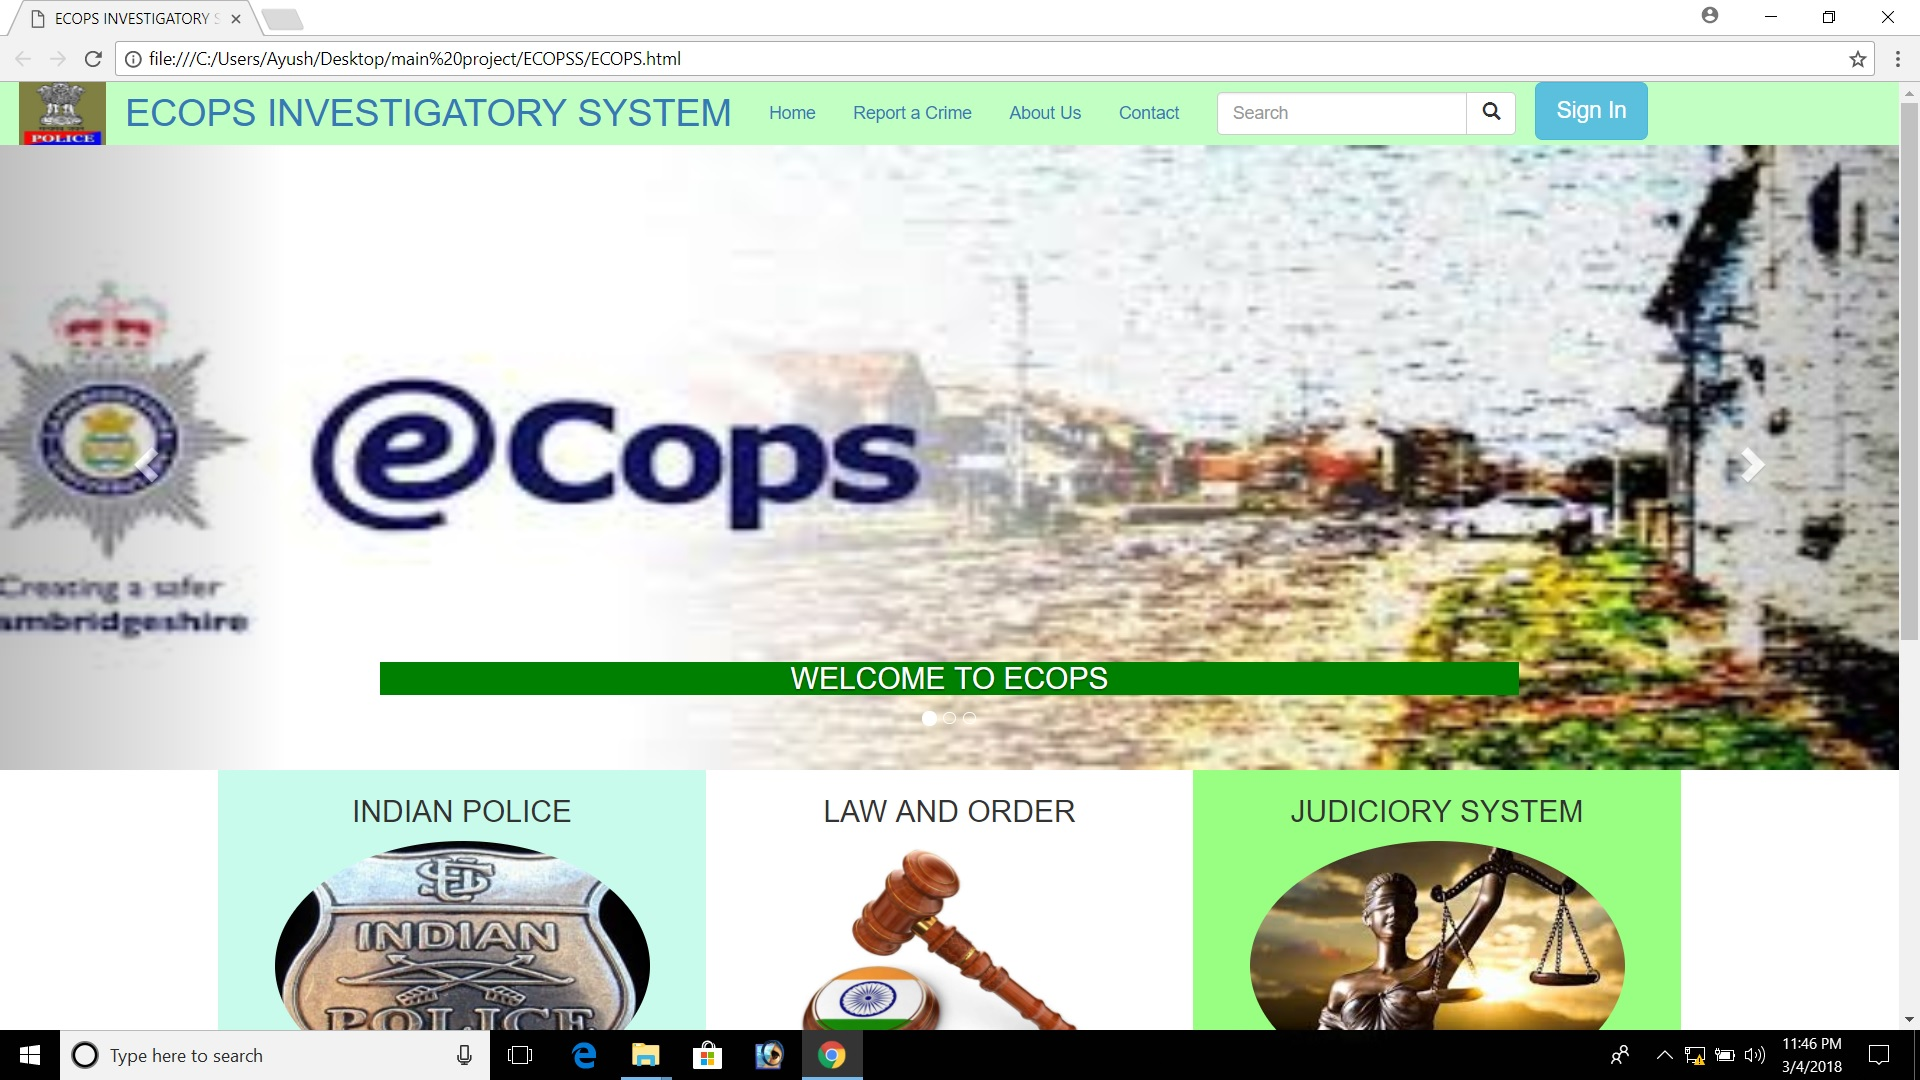 ECOPS INVESTIGATORY S
file:///C:/Users/Ayush/Desktop/main%20project/ECOPSS/ECOPS.html
POLICE
ECOPS INVESTIGATORY SYSTEM
Home
Report a Crime
About Us
Contact
Search
Sign In
@Cops
Creating a safer
ambridgeshire
WELCOME TO ECOPS
INDIAN POLICE
LAW AND ORDER
JUDICIORY SYSTEM
INDIAN
POLICE
Type here to search
11:46 PM
3/4/2018